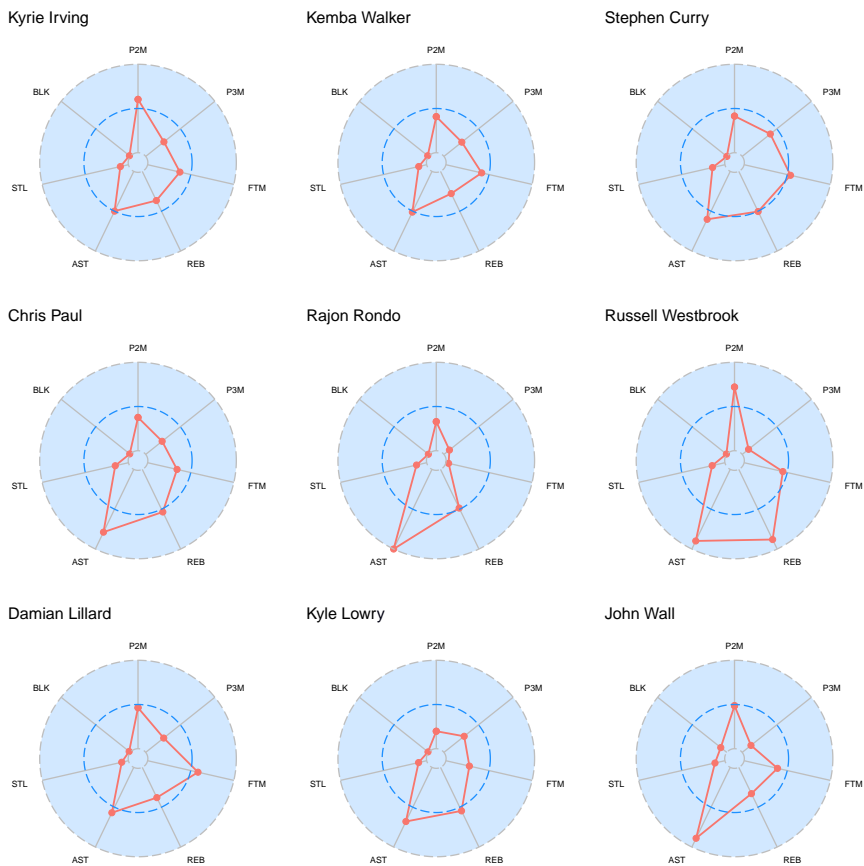 Kyrie Irving
P2M
P3M
FTM
REB
AST
STL
BLK
Kemba Walker
P2M
P3M
FTM
REB
AST
STL
BLK
Stephen Curry
P2M
P3M
FTM
REB
AST
STL
BLK
Chris Paul
P2M
P3M
FTM
REB
AST
STL
BLK
Rajon Rondo
P2M
P3M
FTM
REB
AST
STL
BLK
Russell Westbrook
P2M
P3M
FTM
REB
AST
STL
BLK
Damian Lillard
P2M
P3M
FTM
REB
AST
STL
BLK
Kyle Lowry
P2M
P3M
FTM
REB
AST
STL
BLK
John Wall
P2M
P3M
FTM
REB
AST
STL
BLK